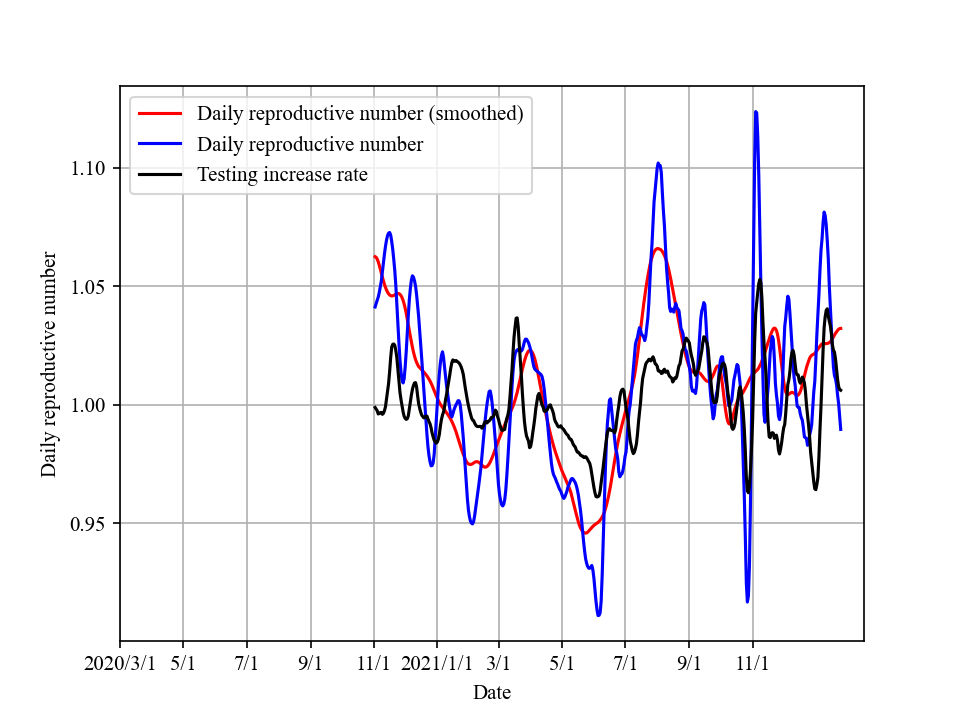 Daily reproductive number (smoothed)
Daily reproductive number
Testing increase rate
1.10
1.05
1.00
0.95
Daily reproductive number
2020/3/1 5/1 7/1 9/1 11/1 2021/1/1 3/1 5/1 7/1 9/1 11/1
Date